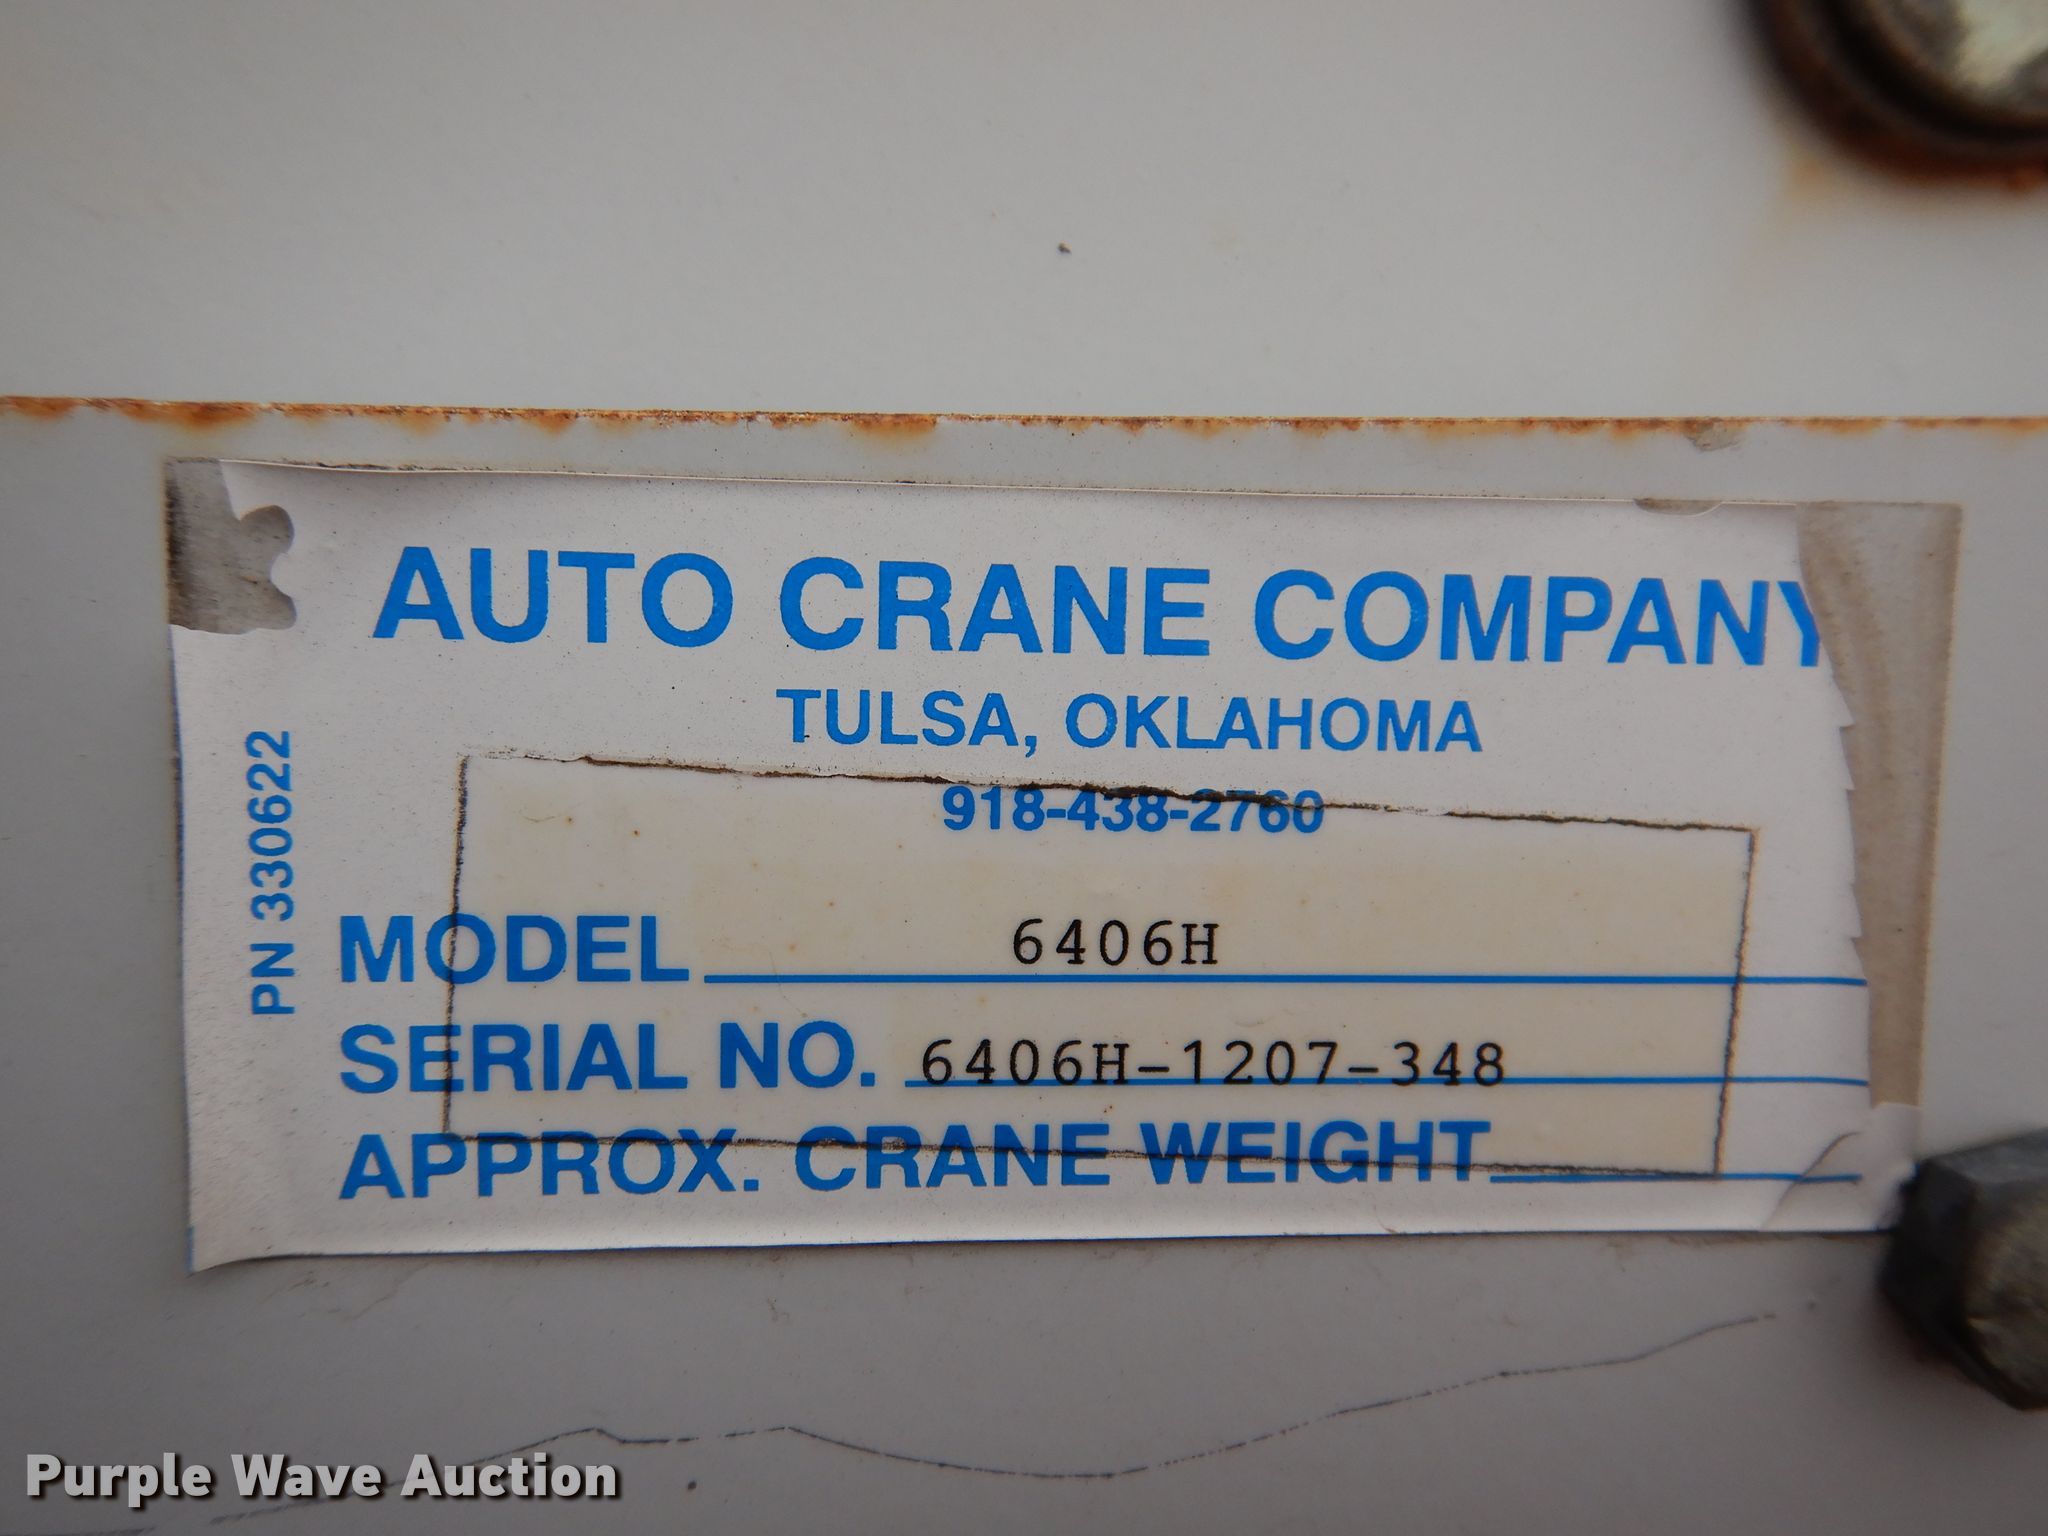 AUTO CRANE COMPANY
TULSA, OKLAHOMA
918-438-2760
PN 330622
MODEL 6406H
SERIAL NO. 6406H-1207-348
APPROX. CRANE WEIGHT
Purple Wave Auction